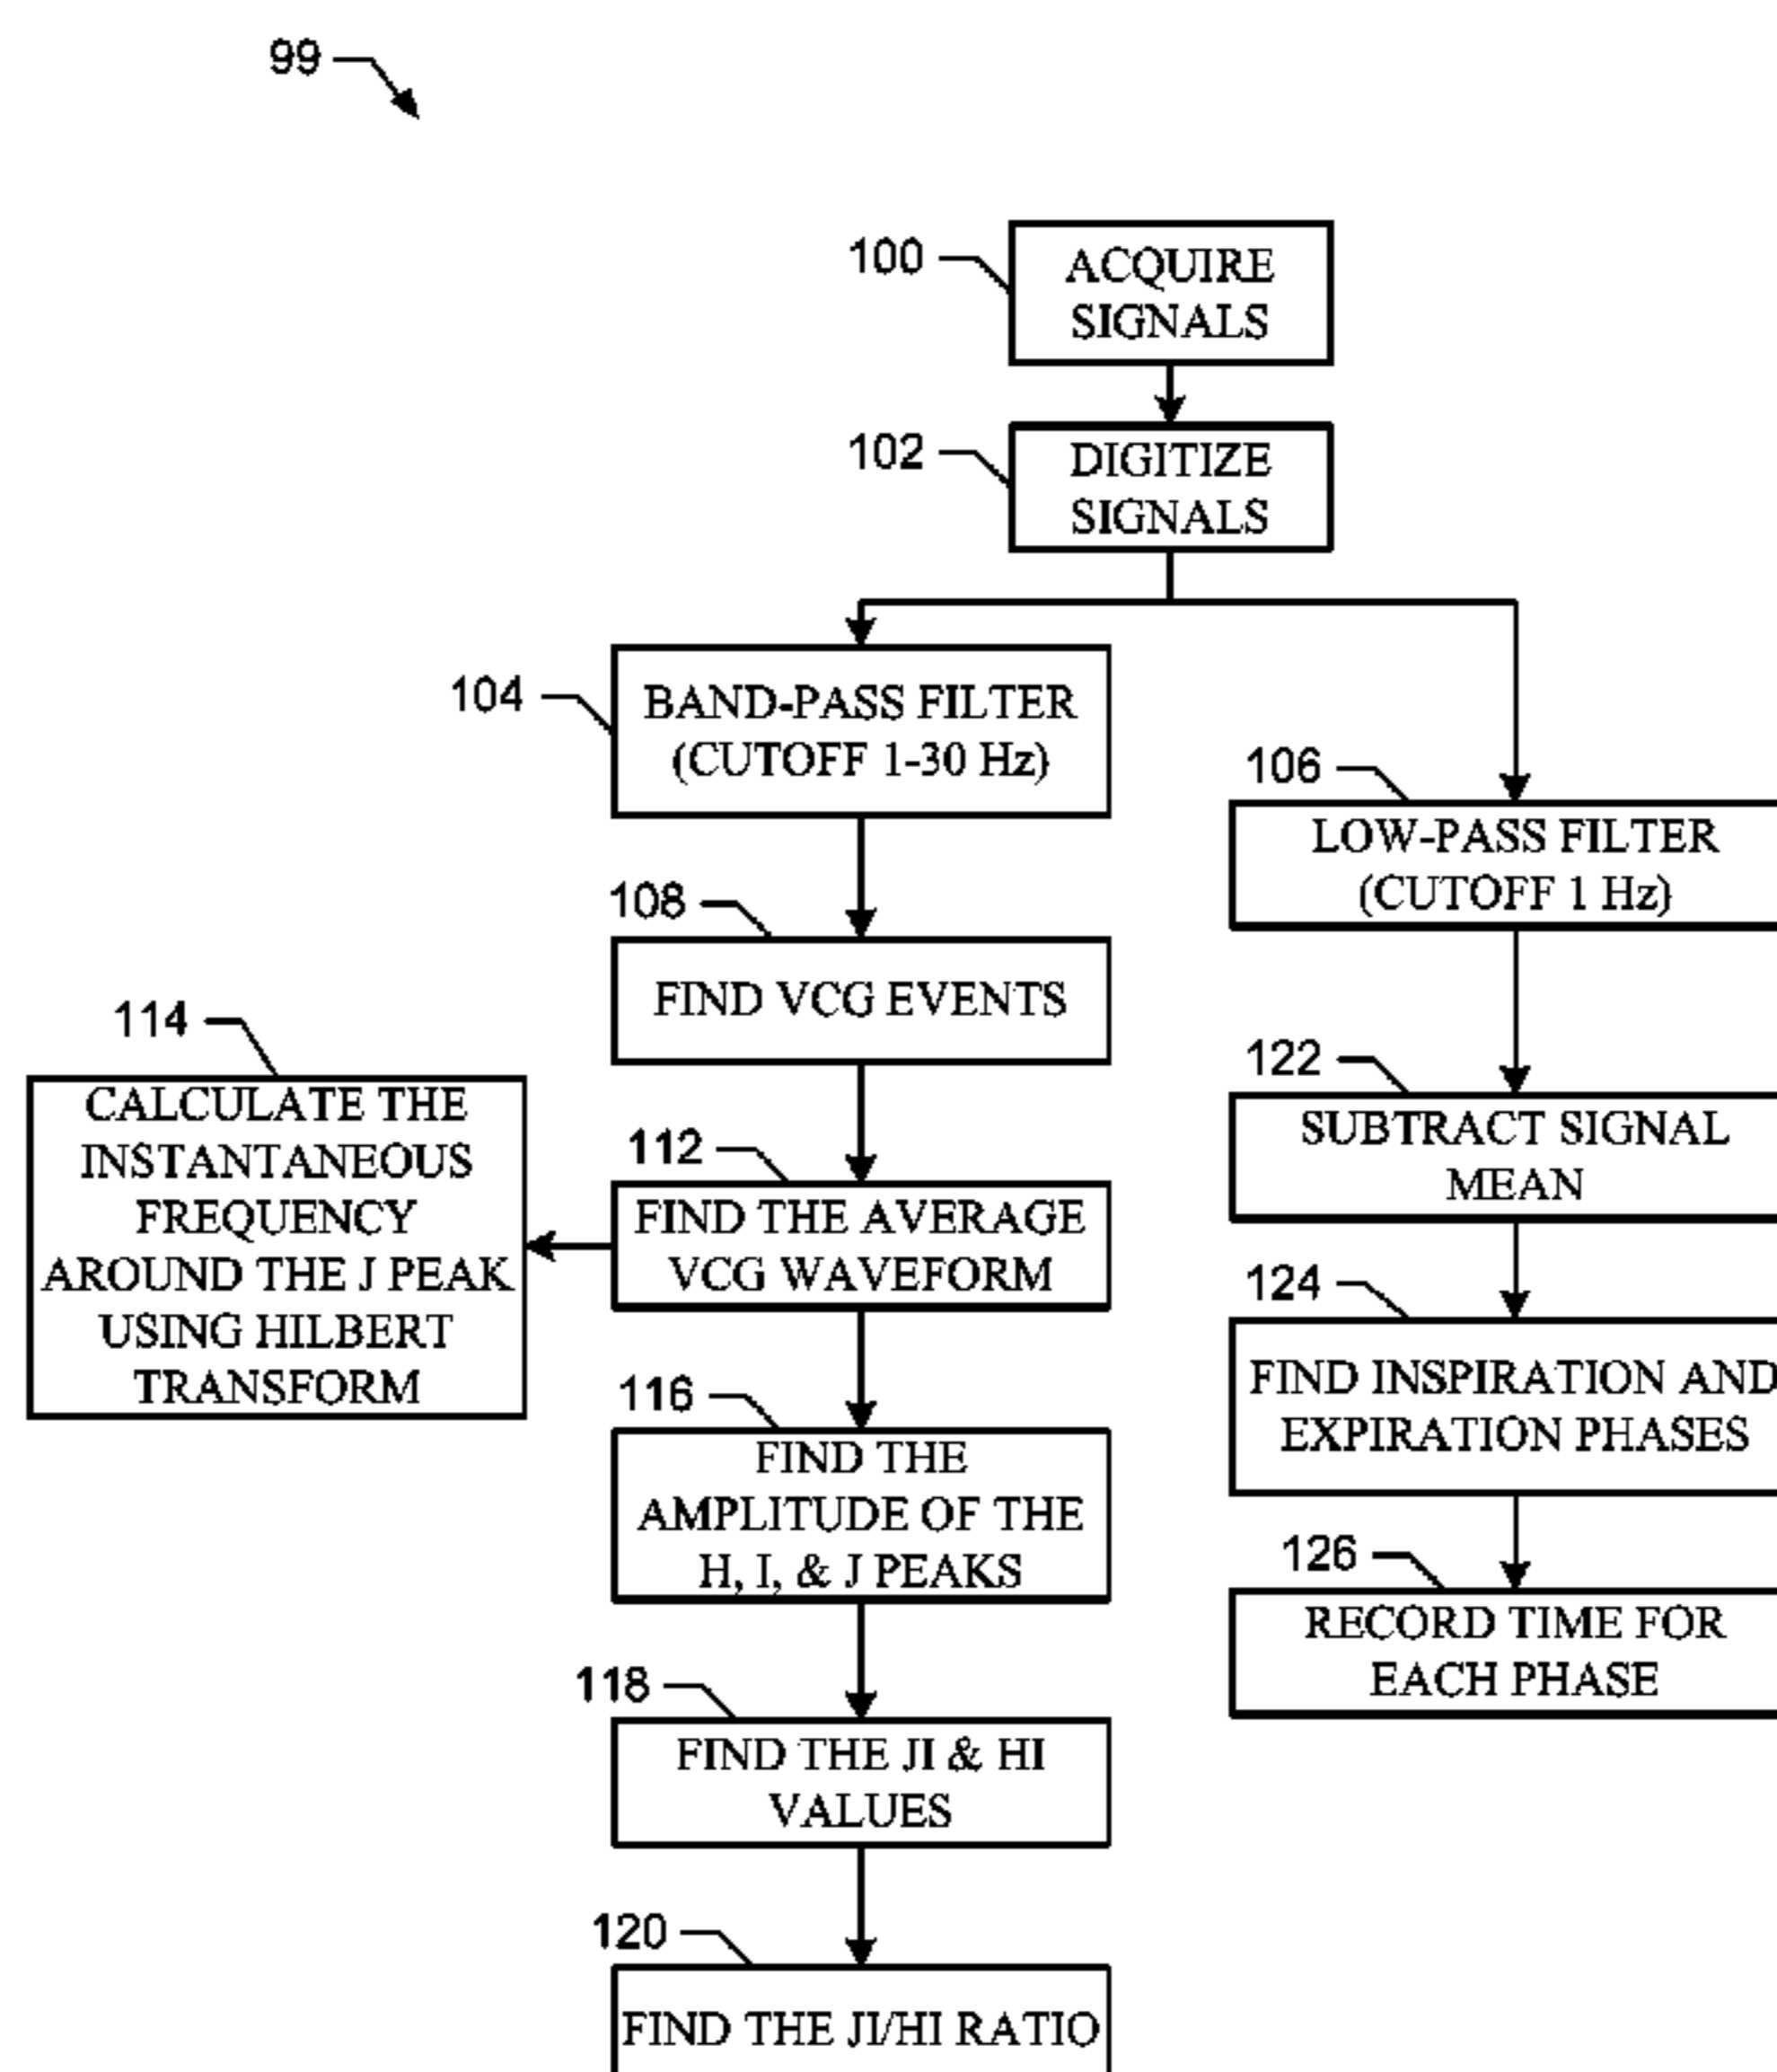 99
100
ACQUIRE
SIGNALS
102
DIGITIZE
SIGNALS
104
BAND-PASS FILTER
(CUTOFF 1-30 Hz)
106
LOW-PASS FILTER
(CUTOFF 1 Hz)
108
FIND VCG EVENTS
114
CALCULATE THE
INSTANTANEOUS
FREQUENCY
AROUND THE J PEAK
USING HILBERT
TRANSFORM
112
FIND THE AVERAGE
VCG WAVEFORM
122
SUBTRACT SIGNAL
MEAN
116
FIND THE
AMPLITUDE OF THE
H, I, & J PEAKS
124
FIND INSPIRATION AND
EXPIRATION PHASES
118
FIND THE JI & HI
VALUES
126
RECORD TIME FOR
EACH PHASE
120
FIND THE JI/HI RATIO